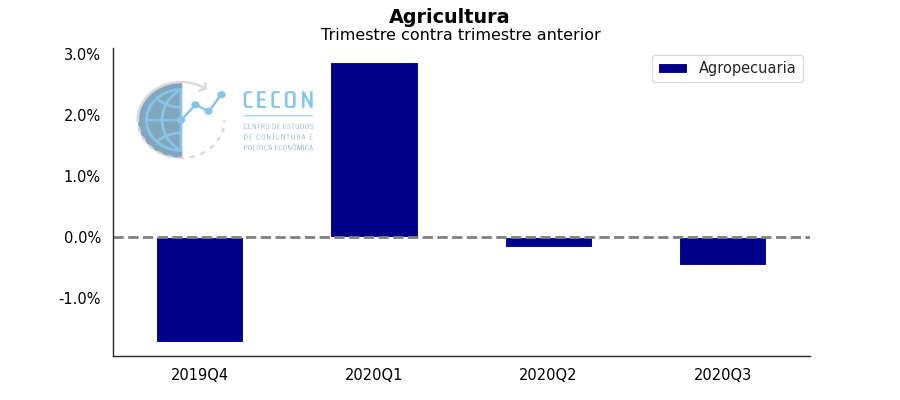 Agricultura
Trimestre contra trimestre anterior
3.0%
2.0%
1.0%
0.0%
-1.0%
Agropecuaria
CECON
CENTRO DE ESTUDOS
DE CONJUNTURA E
POLÍTICA ECONÔMICA
2019Q4
2020Q1
2020Q2
2020Q3